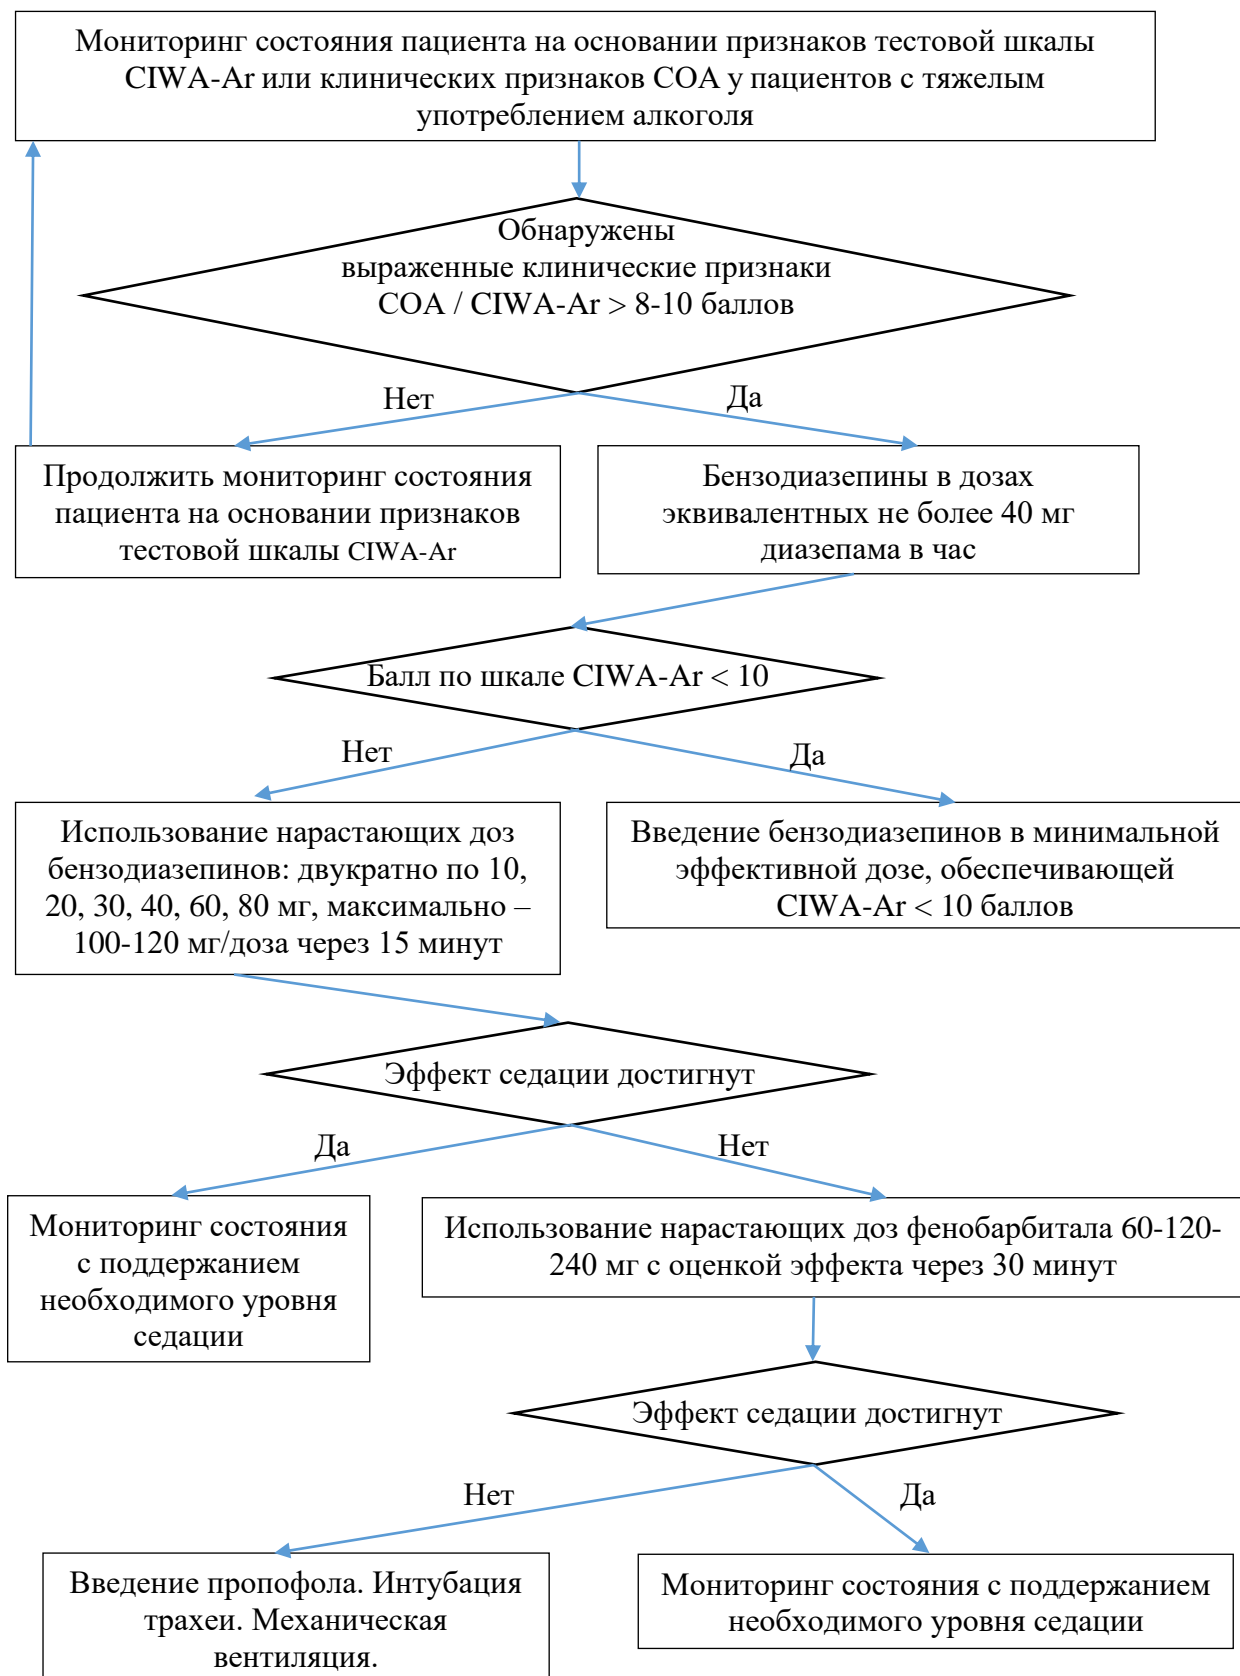 Мониторинг состояния пациента на основании признаков тестовой шкалы
CIWA-Ar или клинических признаков СОА у пациентов с тяжелым
употреблением алкоголя
Обнаружены
выраженные клинические признаки
СОА / CIWA-Ar > 8-10 баллов
Нет
Да
Продолжить мониторинг состояния
пациента на основании признаков
тестовой шкалы CIWA-Ar
Бензодиазепины в дозах
эквивалентных не более 40 мг
диазепама в час
Балл по шкале CIWA-Ar < 10
Нет
Да
Использование нарастающих доз
бензодиазепинов: двукратно по 10,
20, 30, 40, 60, 80 мг, максимально –
100-120 мг/доза через 15 минут
Введение бензодиазепинов в минимальной
эффективной дозе, обеспечивающей
CIWA-Ar < 10 баллов
Эффект седации достигнут
Да
Нет
Мониторинг состояния
с поддержанием
необходимого уровня
седации
Использование нарастающих доз фенобарбитала 60-120-
240 мг с оценкой эффекта через 30 минут
Эффект седации достигнут
Нет
Да
Введение пропофола. Интубация
трахеи. Механическая
вентиляция.
Мониторинг состояния с поддержанием
необходимого уровня седации